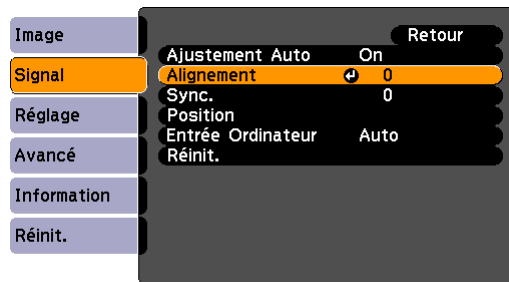 Image
Signal
Réglage
Avancé
Information
Réinit.
Retour
Ajustement Auto On
Alignement 0
Sync. 0
Position
Entrée Ordinateur Auto
Réinit.